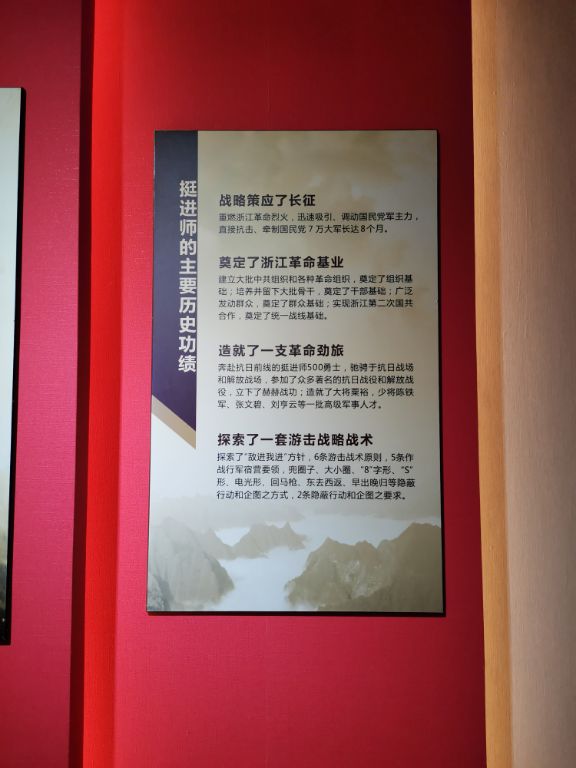 挺进师的主要历史功绩
战略策应了长征
重燃浙江革命烈火，迅速吸引、调动国民党军主力，
直接抗击、牵制国民党7万大军长达8个月。
奠定了浙江革命基业
建立大批中共组织和各种革命组织，奠定了组织基
础；培养并留下大批骨干，奠定了干部基础；广泛
发动群众，奠定了群众基础；实现浙江第二次国共
合作，奠定了统一战线基础。
造就了一支革命劲旅
奔赴抗日前线的挺进师500勇士，驰骋于抗日战场
和解放战场，参加了众多著名的抗日战役和解放战
役，立下了赫赫战功；造就了大将粟裕，少将陈铁
军、张文碧、刘亨云等一批高级军事人才。
探索了一套游击战略战术
探索了“敌进我进”方针，6条游击战术原则，5条作
战行军宿营要领，兜圈子、大小圈、“8”字形、“S”
形、电光形、回马枪、东去西返、早出晚归等隐蔽
行动和企图之方式，2条隐蔽行动和企图之要求。